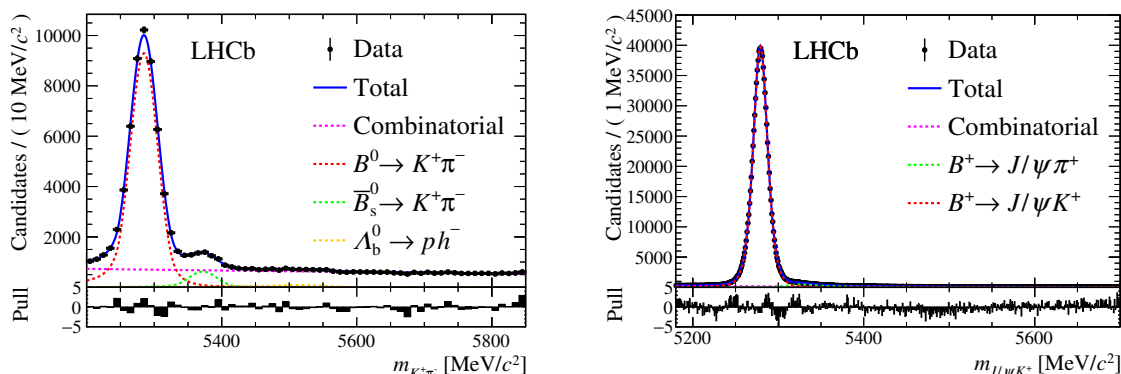 Candidates / ( 10 MeV/c²)
10000
8000
6000
4000
2000
LHCb
Data
Total
Combinatorial
B⁰ → K⁺π⁻
B̅⁰ₛ → K⁺π⁻
Λ⁰_b → ph⁻
Pull
5
0
−5
5400
5600
5800
m_K⁺π⁻ [MeV/c²]
Candidates / ( 1 MeV/c²)
45000
40000
35000
30000
25000
20000
15000
10000
5000
LHCb
Data
Total
Combinatorial
B⁺ → J/ψπ⁺
B⁺ → J/ψK⁺
Pull
5
0
−5
5200
5400
5600
m_J/ψK⁺ [MeV/c²]